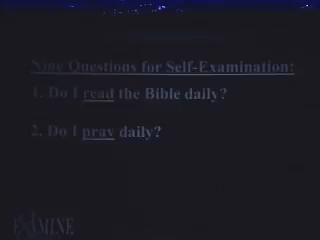 Nine Questions for Self-Examination:
1. Do I read the Bible daily?
2. Do I pray daily?
EXAMINE